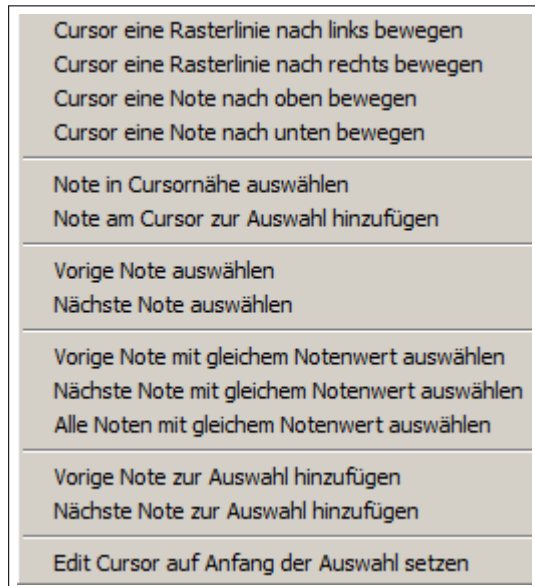 Cursor eine Rasterlinie nach links bewegen
Cursor eine Rasterlinie nach rechts bewegen
Cursor eine Note nach oben bewegen
Cursor eine Note nach unten bewegen
Note in Cursornähe auswählen
Note am Cursor zur Auswahl hinzufügen
Vorige Note auswählen
Nächste Note auswählen
Vorige Note mit gleichem Notenwert auswählen
Nächste Note mit gleichem Notenwert auswählen
Alle Noten mit gleichem Notenwert auswählen
Vorige Note zur Auswahl hinzufügen
Nächste Note zur Auswahl hinzufügen
Edit Cursor auf Anfang der Auswahl setzen